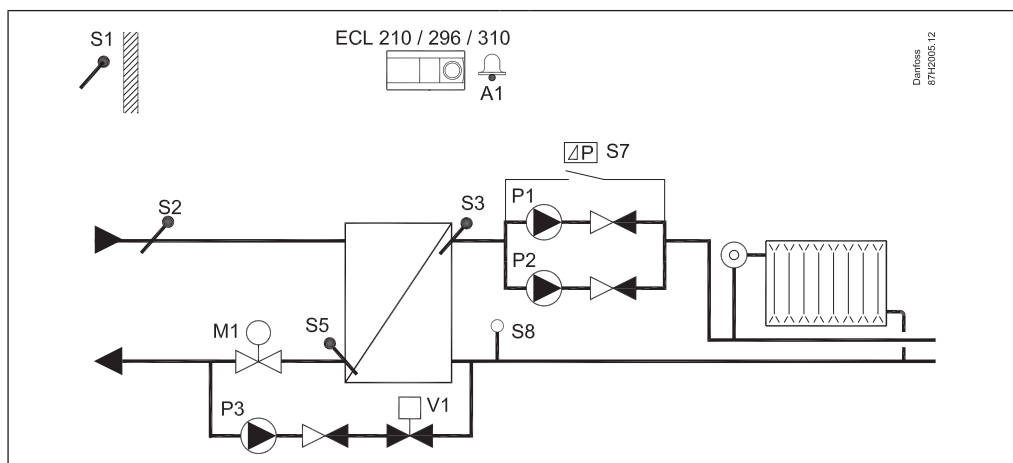 S1
ECL 210 / 296 / 310
A1
Danfoss
87H2005.12
ΔP S7
P1
S3
S2
P2
M1
S5
S8
P3
V1